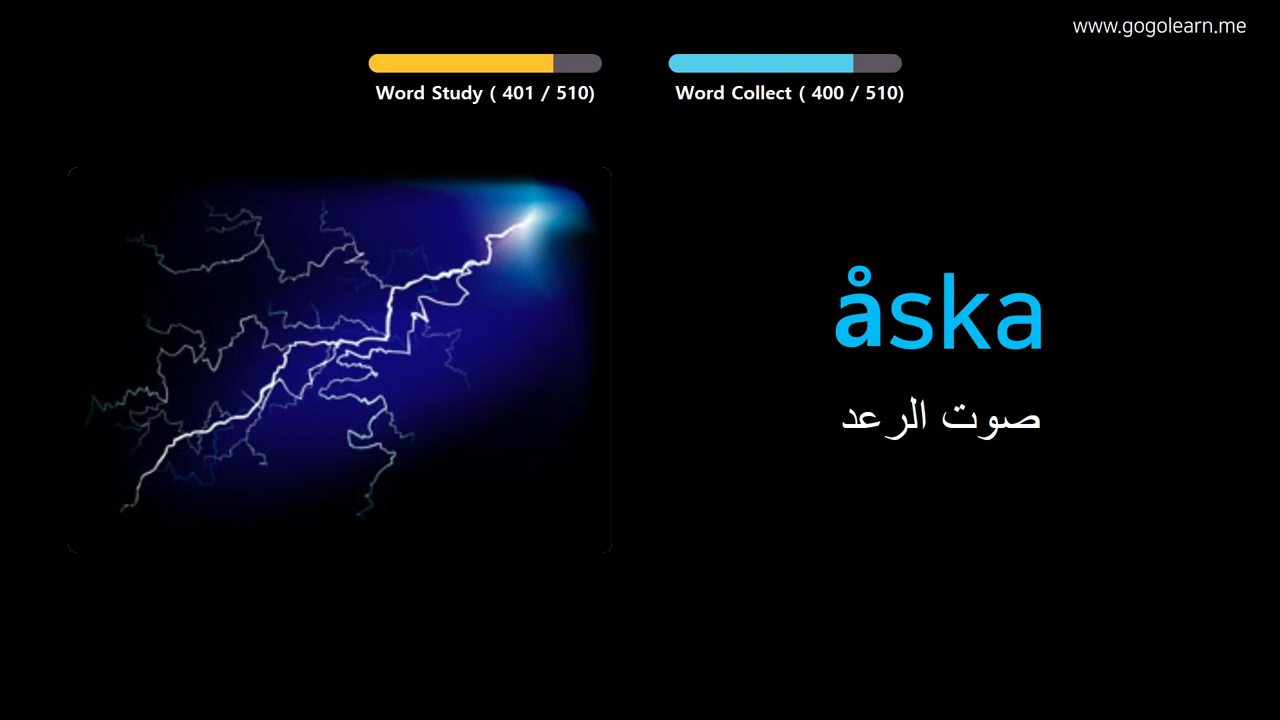 www.gogolearn.me
Word Study ( 401 / 510)
Word Collect ( 400 / 510)
åska
صوت الرعد